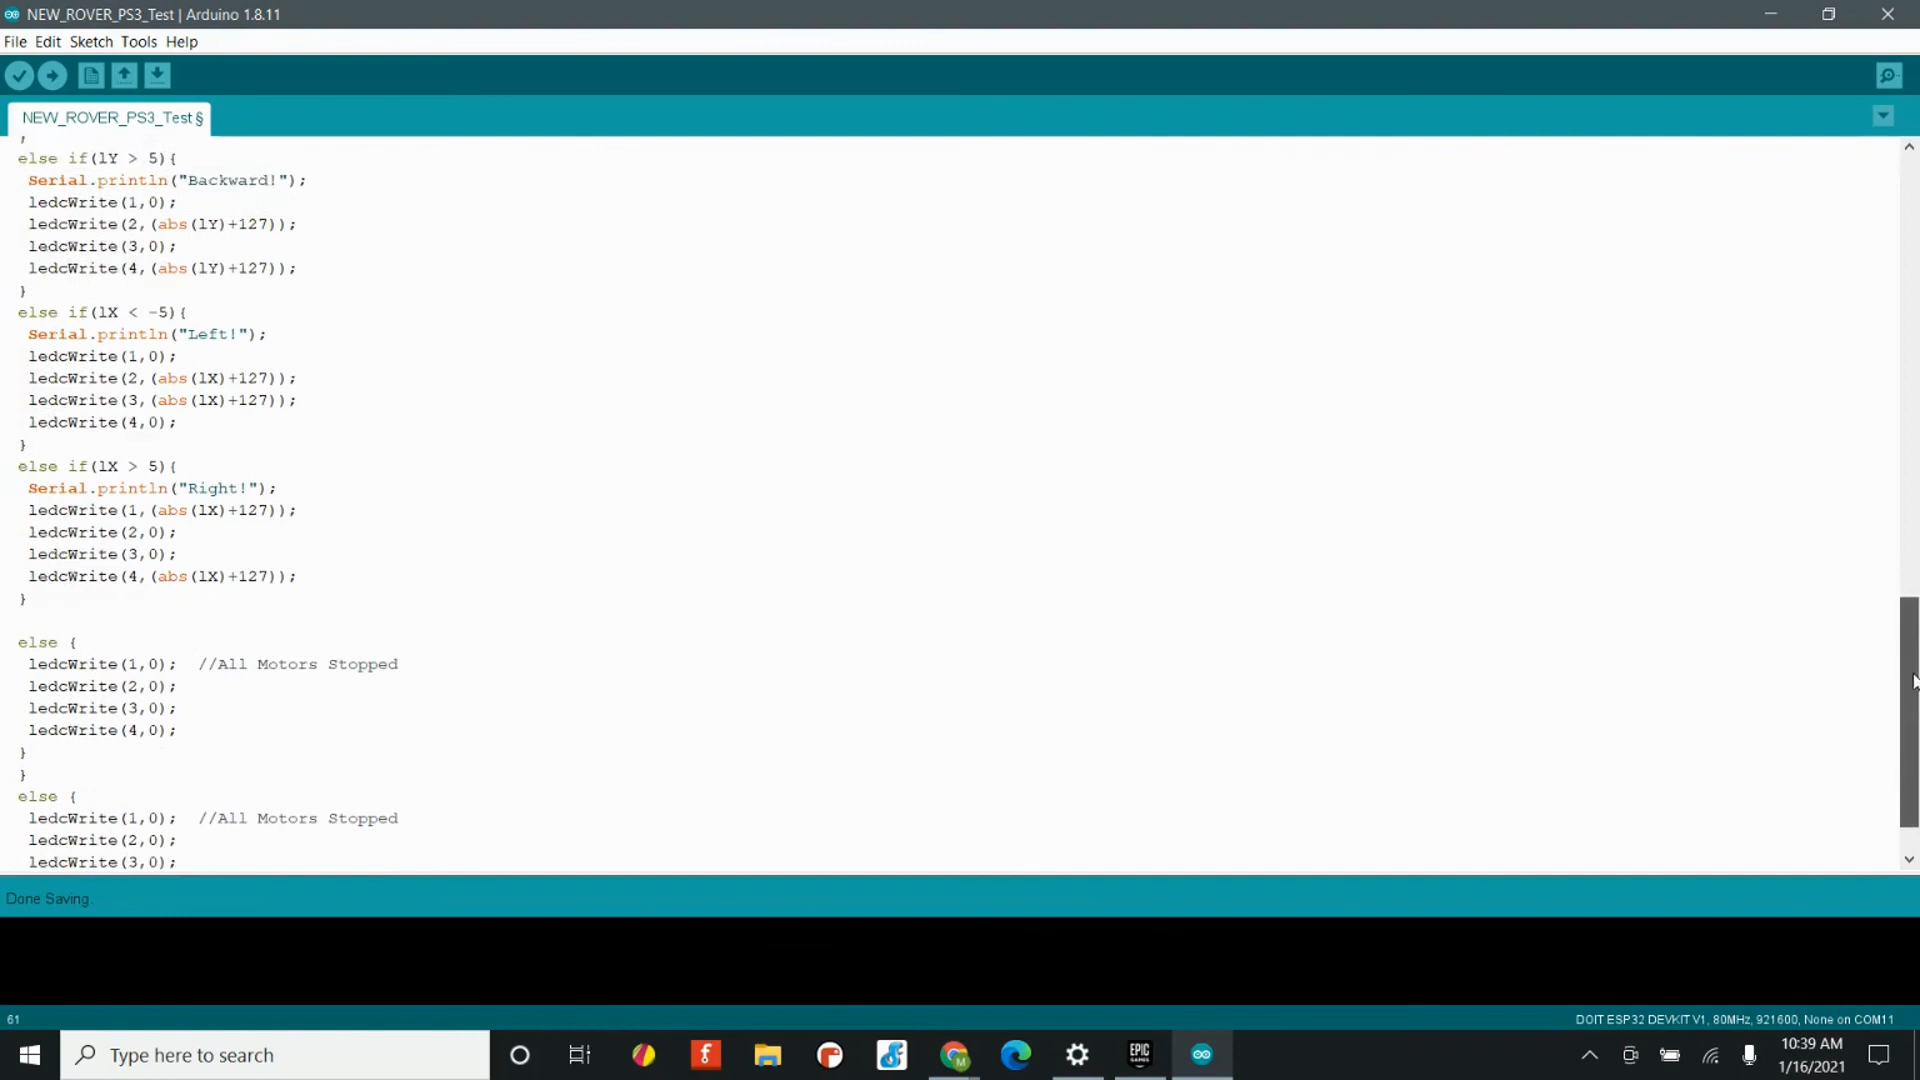 NEW_ROVER_PS3_Test | Arduino 1.8.11
File Edit Sketch Tools Help
NEW_ROVER_PS3_Test §
else if(lY > 5){
Serial.println("Backward!");
ledcWrite(1,0);
ledcWrite(2,(abs(lY)+127));
ledcWrite(3,0);
ledcWrite(4,(abs(lY)+127));
}
else if(lX < -5){
Serial.println("Left!");
ledcWrite(1,0);
ledcWrite(2,(abs(lX)+127));
ledcWrite(3,(abs(lX)+127));
ledcWrite(4,0);
}
else if(lX > 5){
Serial.println("Right!");
ledcWrite(1,(abs(lX)+127));
ledcWrite(2,0);
ledcWrite(3,0);
ledcWrite(4,(abs(lX)+127));
}
else {
ledcWrite(1,0); //All Motors Stopped
ledcWrite(2,0);
ledcWrite(3,0);
ledcWrite(4,0);
}
}
else {
ledcWrite(1,0); //All Motors Stopped
ledcWrite(2,0);
ledcWrite(3,0);
Done Saving.
61
DOIT ESP32 DEVKIT V1, 80MHz, 921600, None on COM11
Type here to search
EPIC
GAMES
10:39 AM
1/16/2021